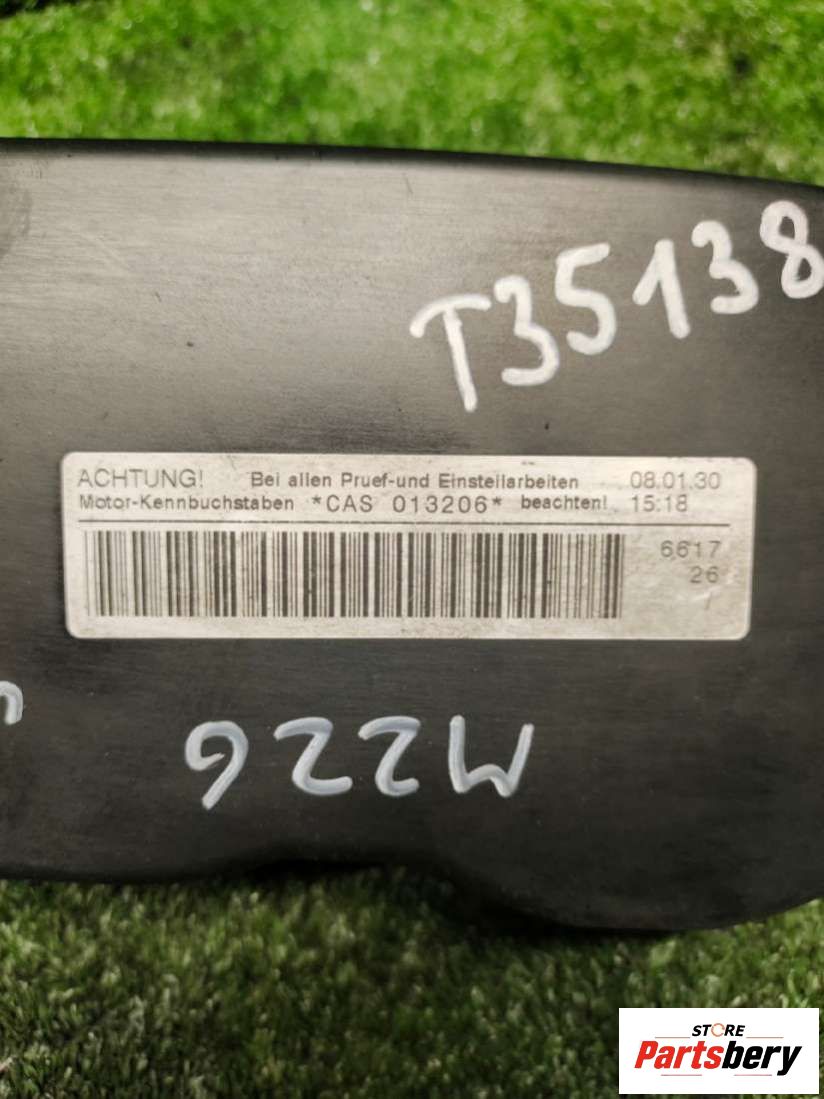 T35138
ACHTUNG! Bei allen Pruef-und Einstellarbeiten 08.01.30
Motor-Kennbuchstaben *CAS 013206* beachten! 15:18
6617
26
M226
STORE
Partsbery